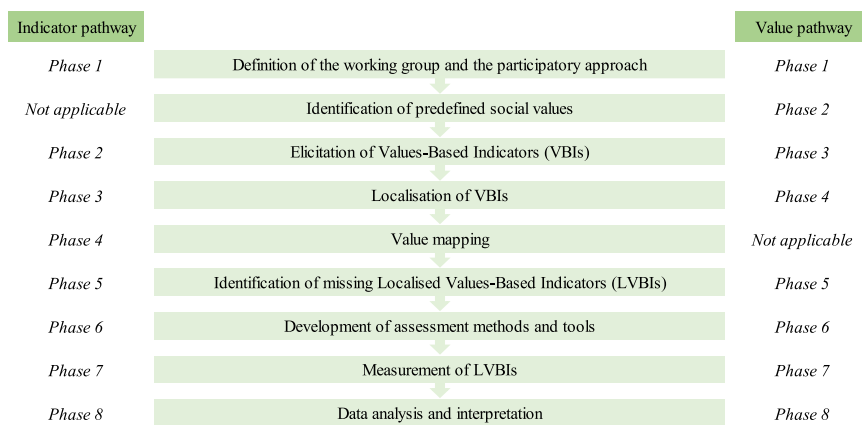 Indicator pathway
Value pathway
Phase 1
Definition of the working group and the participatory approach
Phase 1
Not applicable
Identification of predefined social values
Phase 2
Phase 2
Elicitation of Values-Based Indicators (VBIs)
Phase 3
Phase 3
Localisation of VBIs
Phase 4
Phase 4
Value mapping
Not applicable
Phase 5
Identification of missing Localised Values-Based Indicators (LVBIs)
Phase 5
Phase 6
Development of assessment methods and tools
Phase 6
Phase 7
Measurement of LVBIs
Phase 7
Phase 8
Data analysis and interpretation
Phase 8